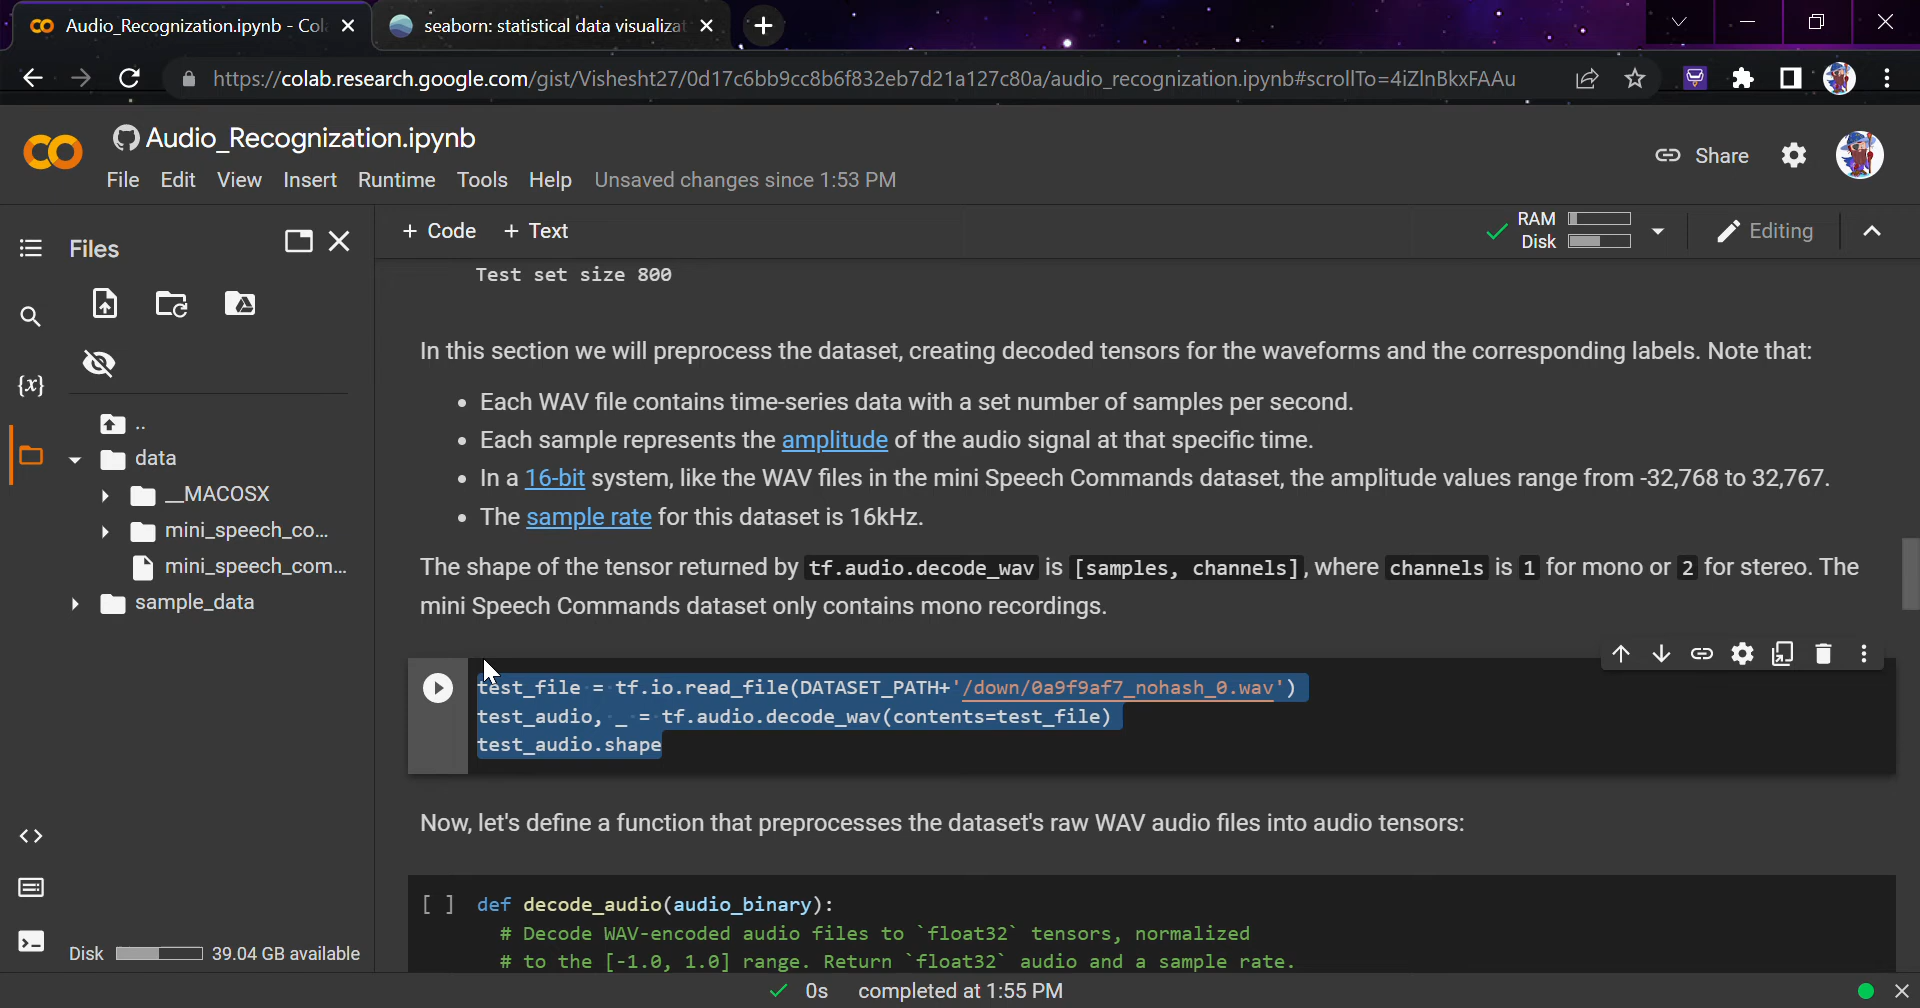 Audio_Recognization.ipynb - Col
seaborn: statistical data visualizat
https://colab.research.google.com/gist/Vishesht27/0d17c6bb9cc8b6f832eb7d21a127c80a/audio_recognization.ipynb#scrollTo=4iZlnBkxFAAu
Audio_Recognization.ipynb
Share
File Edit View Insert Runtime Tools Help Unsaved changes since 1:53 PM
Files
+ Code + Text
RAM
Disk
Editing
..
data
__MACOSX
mini_speech_co...
mini_speech_com...
sample_data
{x}
Disk 39.04 GB available
Test set size 800
In this section we will preprocess the dataset, creating decoded tensors for the waveforms and the corresponding labels. Note that:
• Each WAV file contains time-series data with a set number of samples per second.
• Each sample represents the amplitude of the audio signal at that specific time.
• In a 16-bit system, like the WAV files in the mini Speech Commands dataset, the amplitude values range from -32,768 to 32,767.
• The sample rate for this dataset is 16kHz.
The shape of the tensor returned by tf.audio.decode_wav is [samples, channels], where channels is 1 for mono or 2 for stereo. The
mini Speech Commands dataset only contains mono recordings.
test_file = tf.io.read_file(DATASET_PATH+'/down/0a9f9af7_nohash_0.wav')
test_audio, _ = tf.audio.decode_wav(contents=test_file)
test_audio.shape
Now, let's define a function that preprocesses the dataset's raw WAV audio files into audio tensors:
[ ] def decode_audio(audio_binary):
# Decode WAV-encoded audio files to `float32` tensors, normalized
# to the [-1.0, 1.0] range. Return `float32` audio and a sample rate.
0s completed at 1:55 PM